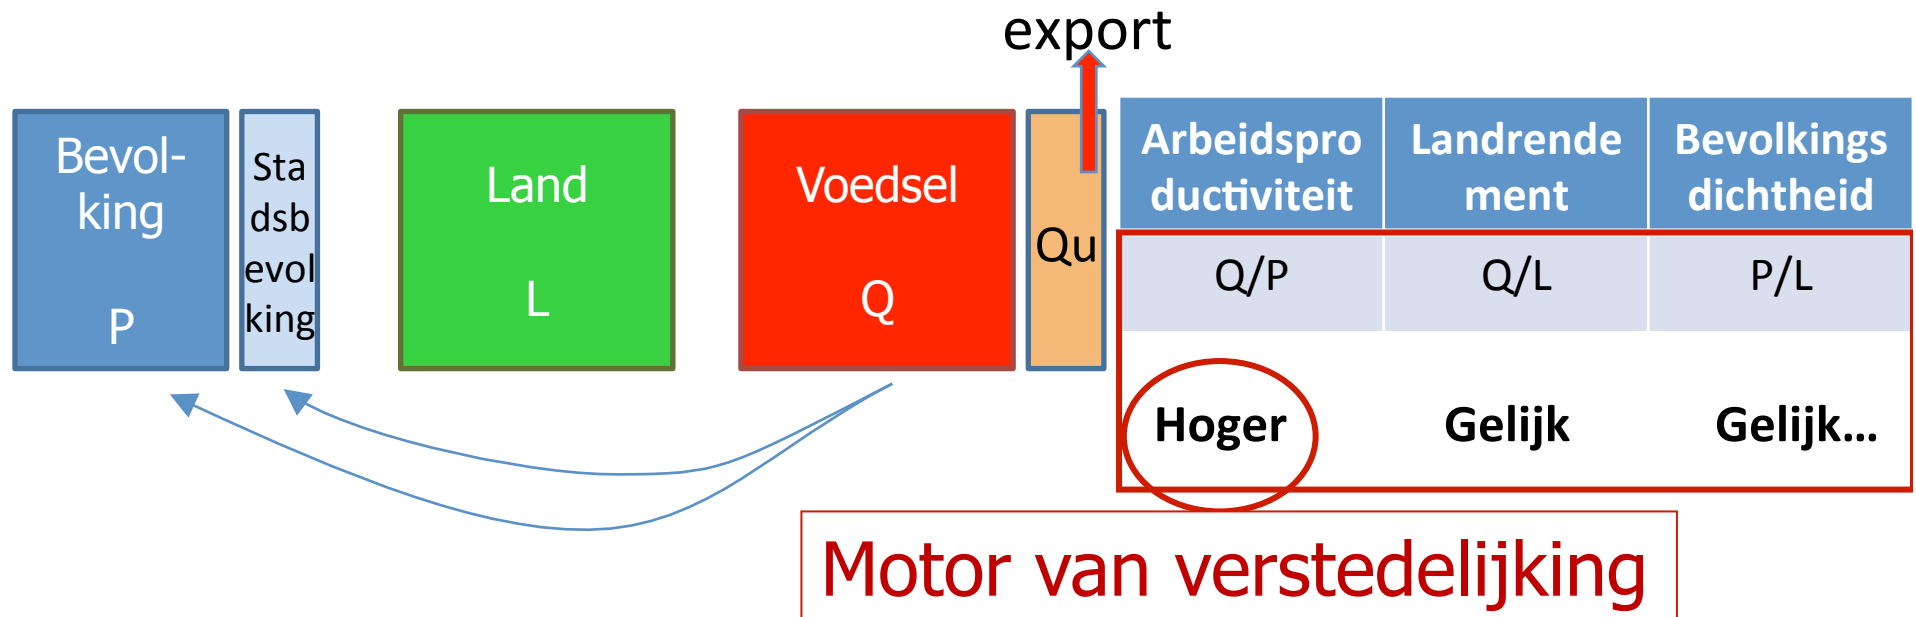 export
Bevol-
king
P
Sta
dsb
evol
king
Land
L
Voedsel
Q
Qu
Arbeidspro
ductiviteit
Landrende
ment
Bevolkings
dichtheid
Q/P
Q/L
P/L
Hoger
Gelijk
Gelijk...
Motor van verstedelijking